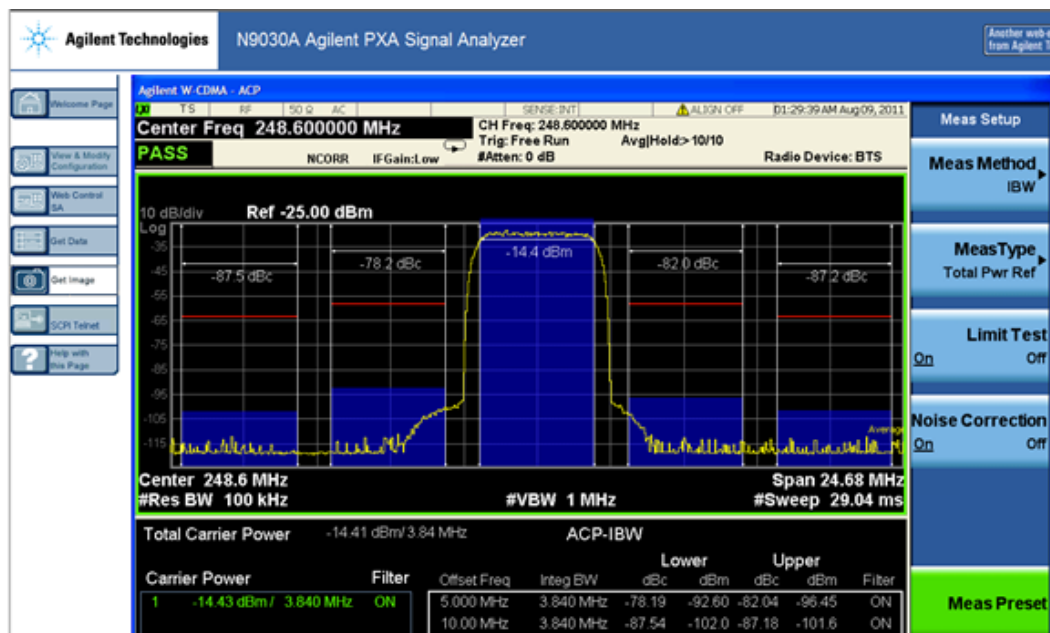 Agilent Technologies
N9030A Agilent PXA Signal Analyzer
Another web-e
from Agilent T
Welcome Page
View & Modify
Configuration
Web Control
SA
Get Data
Get Image
SCPI Telnet
Help with
this Page
Agilent W-CDMA - ACP
TS RF 50 Ω AC SENSE:INT ALIGN OFF 01:29:39 AM Aug 09, 2011
Center Freq 248.600000 MHz
CH Freq: 248.600000 MHz
PASS
Trig: Free Run Avg|Hold:> 10/10
NCORR IFGain:Low #Atten: 0 dB Radio Device: BTS
10 dB/div Ref -25.00 dBm
Log
-35
-45
-55
-65
-75
-85
-95
-105
-115
-87.5 dBc
-78.2 dBc
-14.4 dBm
-82.0 dBc
-87.2 dBc
Average
Center 248.6 MHz Span 24.68 MHz
#Res BW 100 kHz #VBW 1 MHz #Sweep 29.04 ms
Total Carrier Power -14.41 dBm/ 3.84 MHz ACP-IBW
Lower Upper
Carrier Power Filter Offset Freq Integ BW dBc dBm dBc dBm Filter
1 -14.43 dBm / 3.840 MHz ON 5.000 MHz 3.840 MHz -78.19 -92.60 -82.04 -96.45 ON
10.00 MHz 3.840 MHz -87.54 -102.0 -87.18 -101.6 ON
Meas Setup
Meas Method
IBW
MeasType
Total Pwr Ref
Limit Test
On Off
Noise Correction
On Off
Meas Preset